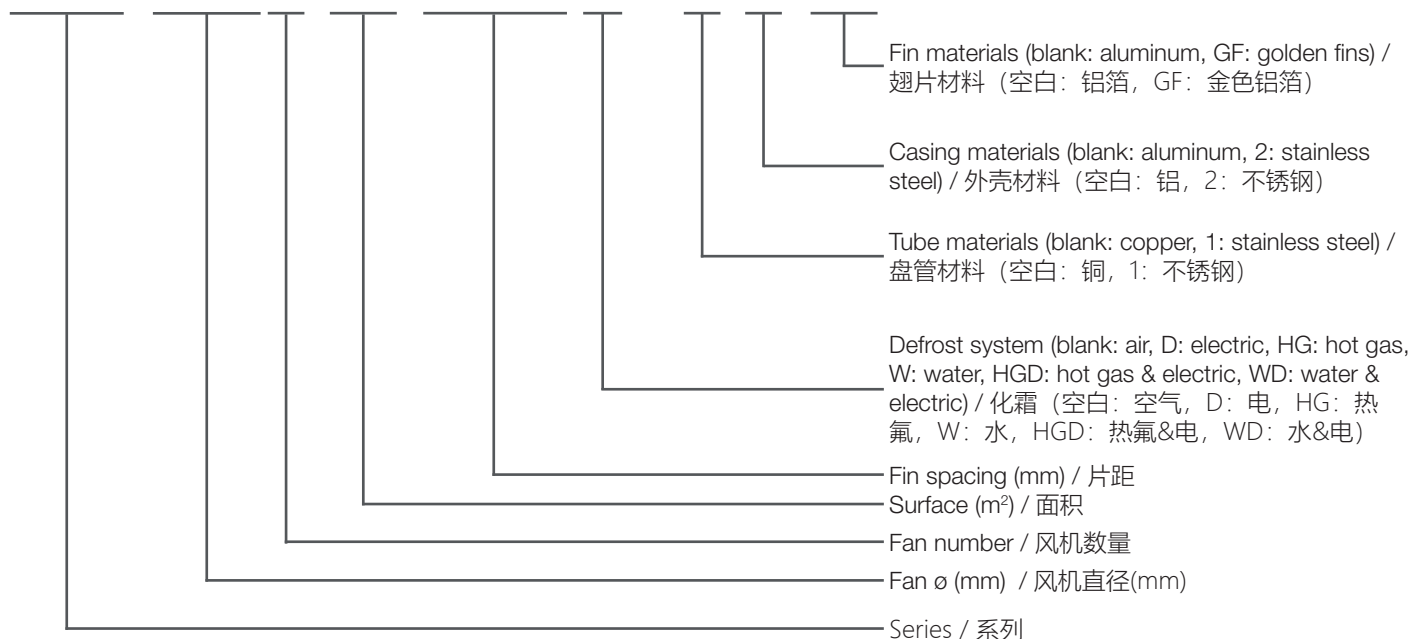 Fin materials (blank: aluminum, GF: golden fins) /
翅片材料（空白：铝箔，GF：金色铝箔）
Casing materials (blank: aluminum, 2: stainless
steel) / 外壳材料（空白：铝，2：不锈钢）
Tube materials (blank: copper, 1: stainless steel) /
盘管材料（空白：铜，1：不锈钢）
Defrost system (blank: air, D: electric, HG: hot gas,
W: water, HGD: hot gas & electric, WD: water &
electric) / 化霜（空白：空气，D：电，HG：热
氟，W：水，HGD：热氟&电，WD：水&电）
Fin spacing (mm) / 片距
Surface (m²) / 面积
Fan number / 风机数量
Fan ø (mm) / 风机直径(mm)
Series / 系列